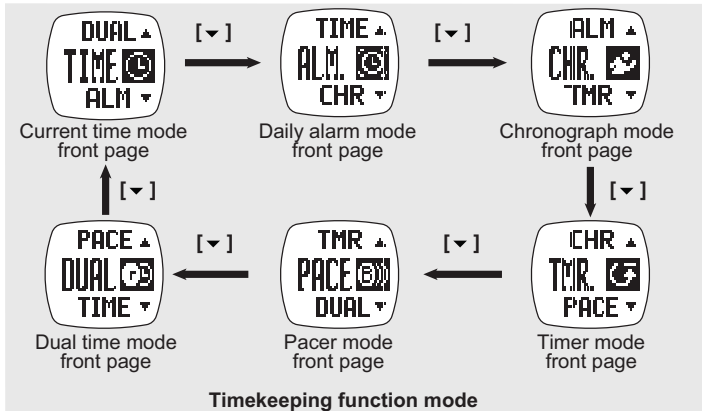 DUAL ▲
TIME
ALM ▼
[▼]
TIME ▲
ALM.
CHR ▼
[▼]
ALM ▲
CHR.
TMR ▼
Current time mode
front page
Daily alarm mode
front page
Chronograph mode
front page
[▼]
[▼]
PACE ▲
DUAL
TIME ▼
[▼]
TMR ▲
PACE
DUAL ▼
[▼]
CHR ▲
TMR.
PACE ▼
Dual time mode
front page
Pacer mode
front page
Timer mode
front page
Timekeeping function mode